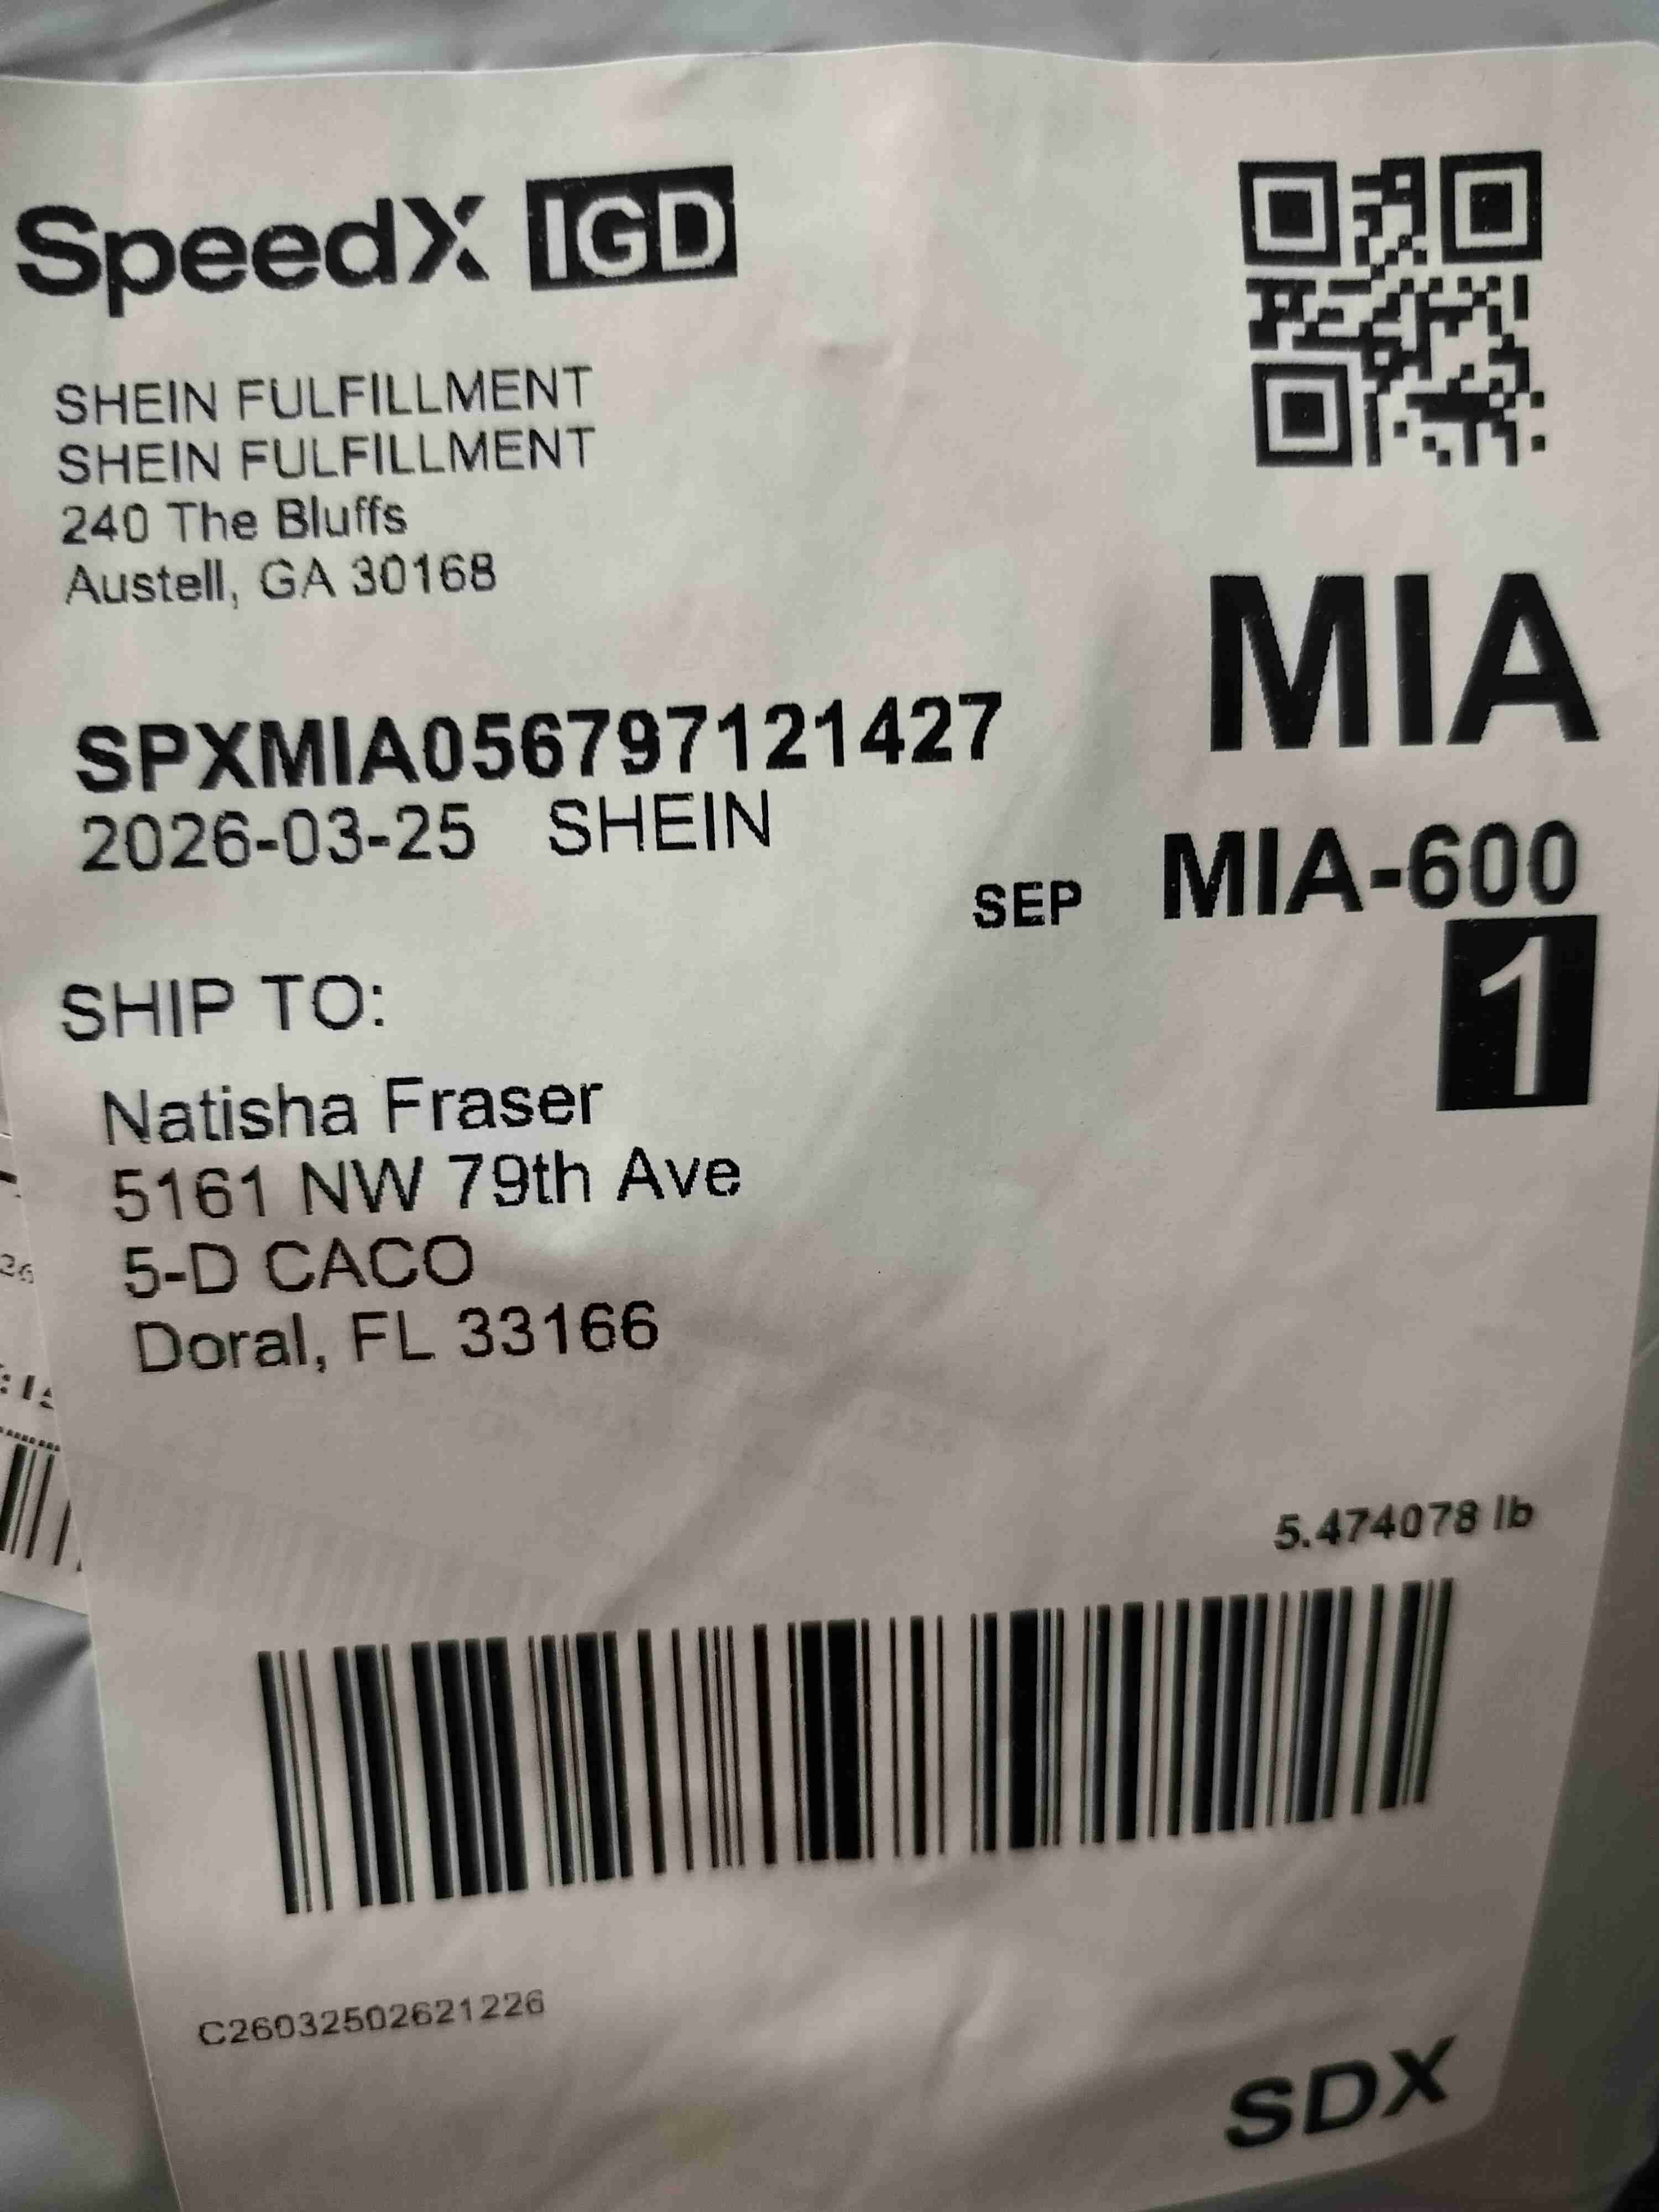 SpeedX IGD
SHEIN FULFILLMENT
SHEIN FULFILLMENT
240 The Bluffs
Austell, GA 30168
MIA
SPXMIA056797121427
2026-03-25 SHEIN
SEP MIA-600
1
SHIP TO:
Natisha Fraser
5161 NW 79th Ave
5-D CACO
Doral, FL 33166
5.474078 lb
C26032502621226
SDX